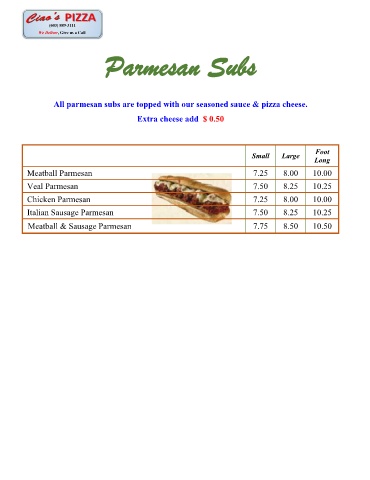 Ciao's PIZZA
(603) 889-3111
We Deliver, Give us a Call
Parmesan Subs
All parmesan subs are topped with our seasoned sauce & pizza cheese.
Extra cheese add $ 0.50
Small Large Foot Long
Meatball Parmesan 7.25 8.00 10.00
Veal Parmesan 7.50 8.25 10.25
Chicken Parmesan 7.25 8.00 10.00
Italian Sausage Parmesan 7.50 8.25 10.25
Meatball & Sausage Parmesan 7.75 8.50 10.50